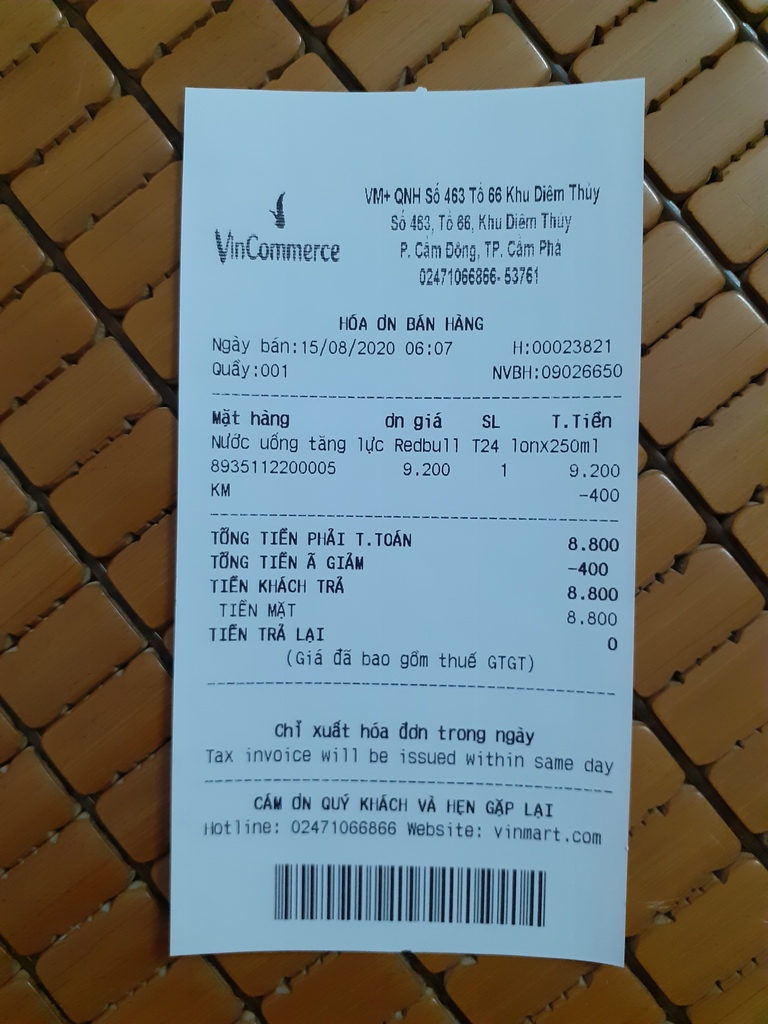 VinCommerce
VM+ QNH Số 463 Tổ 66 Khu Diêm Thủy
Số 463, Tổ 66, Khu Diêm Thủy
P. Cẩm Đông, TP. Cẩm Phả
02471066866- 53761
HÓA ƠN BÁN HÀNG
Ngày bán:15/08/2020 06:07 H:00023821
Quầy:001 NVBH:09026650
Mặt hàng ơn giá SL T.Tiền
Nước uống tăng lực Redbull T24 lonx250ml
8935112200005 9.200 1 9.200
KM -400
TỔNG TIỀN PHẢI T.TOÁN 8.800
TỔNG TIỀN Ã GIẢM -400
TIỀN KHÁCH TRẢ 8.800
TIỀN MẶT 8.800
TIỀN TRẢ LẠI 0
(Giá đã bao gồm thuế GTGT)
Chỉ xuất hóa đơn trong ngày
Tax invoice will be issued within same day
CẢM ƠN QUÝ KHÁCH VÀ HẸN GẶP LẠI
Hotline: 02471066866 Website: vinmart.com